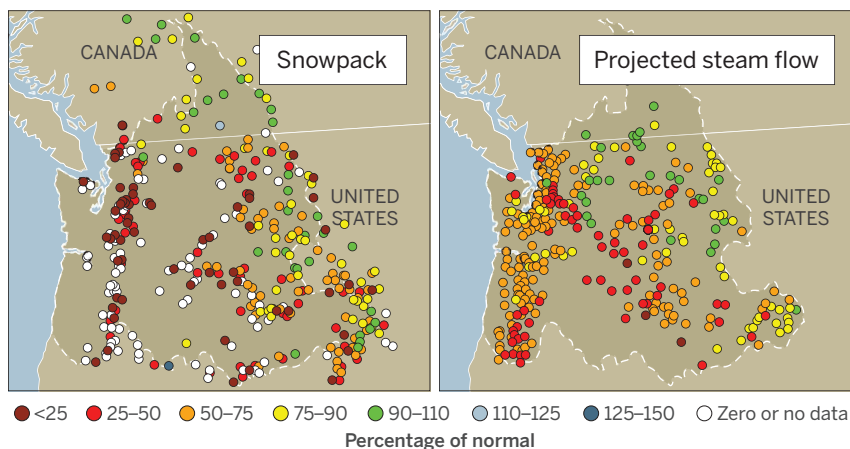 CANADA
Snowpack
UNITED
STATES
CANADA
Projected steam flow
UNITED
STATES
<25 25–50 50–75 75–90 90–110 110–125 125–150 Zero or no data
Percentage of normal